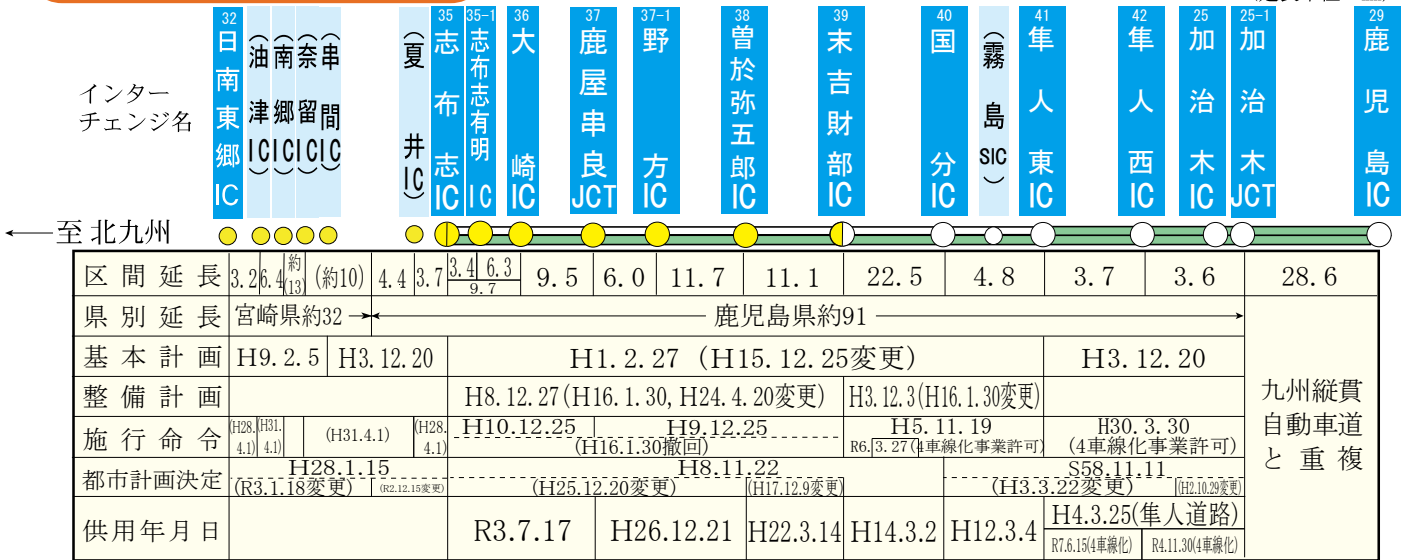 32 日南東郷IC
(油津IC)
(南郷IC)
(奈留IC)
(串間IC)
(夏井IC)
35 志布志IC
35-1 志布志有明IC
36 大崎IC
37 鹿屋串良JCT
37-1 野方IC
38 曽於弥五郎IC
39 末吉財部IC
40 国分IC
(霧島SIC)
41 隼人東IC
42 隼人西IC
25 加治木IC
25-1 加治木JCT
29 鹿児島IC
インター
チェンジ名
←至 北九州
区間延長 3.2 6.4 約(13) (約10) 4.4 3.7 3.4 6.3 9.7 9.5 6.0 11.7 11.1 22.5 4.8 3.7 3.6 28.6
県別延長 宮崎県約32 鹿児島県約91
基本計画 H9.2.5 H3.12.20 H1.2.27 (H15.12.25変更) H3.12.20
整備計画 H8.12.27(H16.1.30, H24.4.20変更) H3.12.3(H16.1.30変更)
施行命令 (H28.4.1) (H31.4.1) (H31.4.1) (H28.4.1) H10.12.25 H9.12.25 (H16.1.30撤回) H5.11.19 R6.3.27(4車線化事業許可) H30.3.30 (4車線化事業許可)
都市計画決定 H28.1.15 (R3.1.18変更) (R2.12.15変更) H8.11.22 (H25.12.20変更) (H17.12.9変更) S58.11.11 (H3.3.22変更) (H2.10.29変更)
供用年月日 R3.7.17 H26.12.21 H22.3.14 H14.3.2 H12.3.4 H4.3.25(隼人道路) R7.6.15(4車線化) R4.11.30(4車線化)
九州縦貫
自動車道
と重複